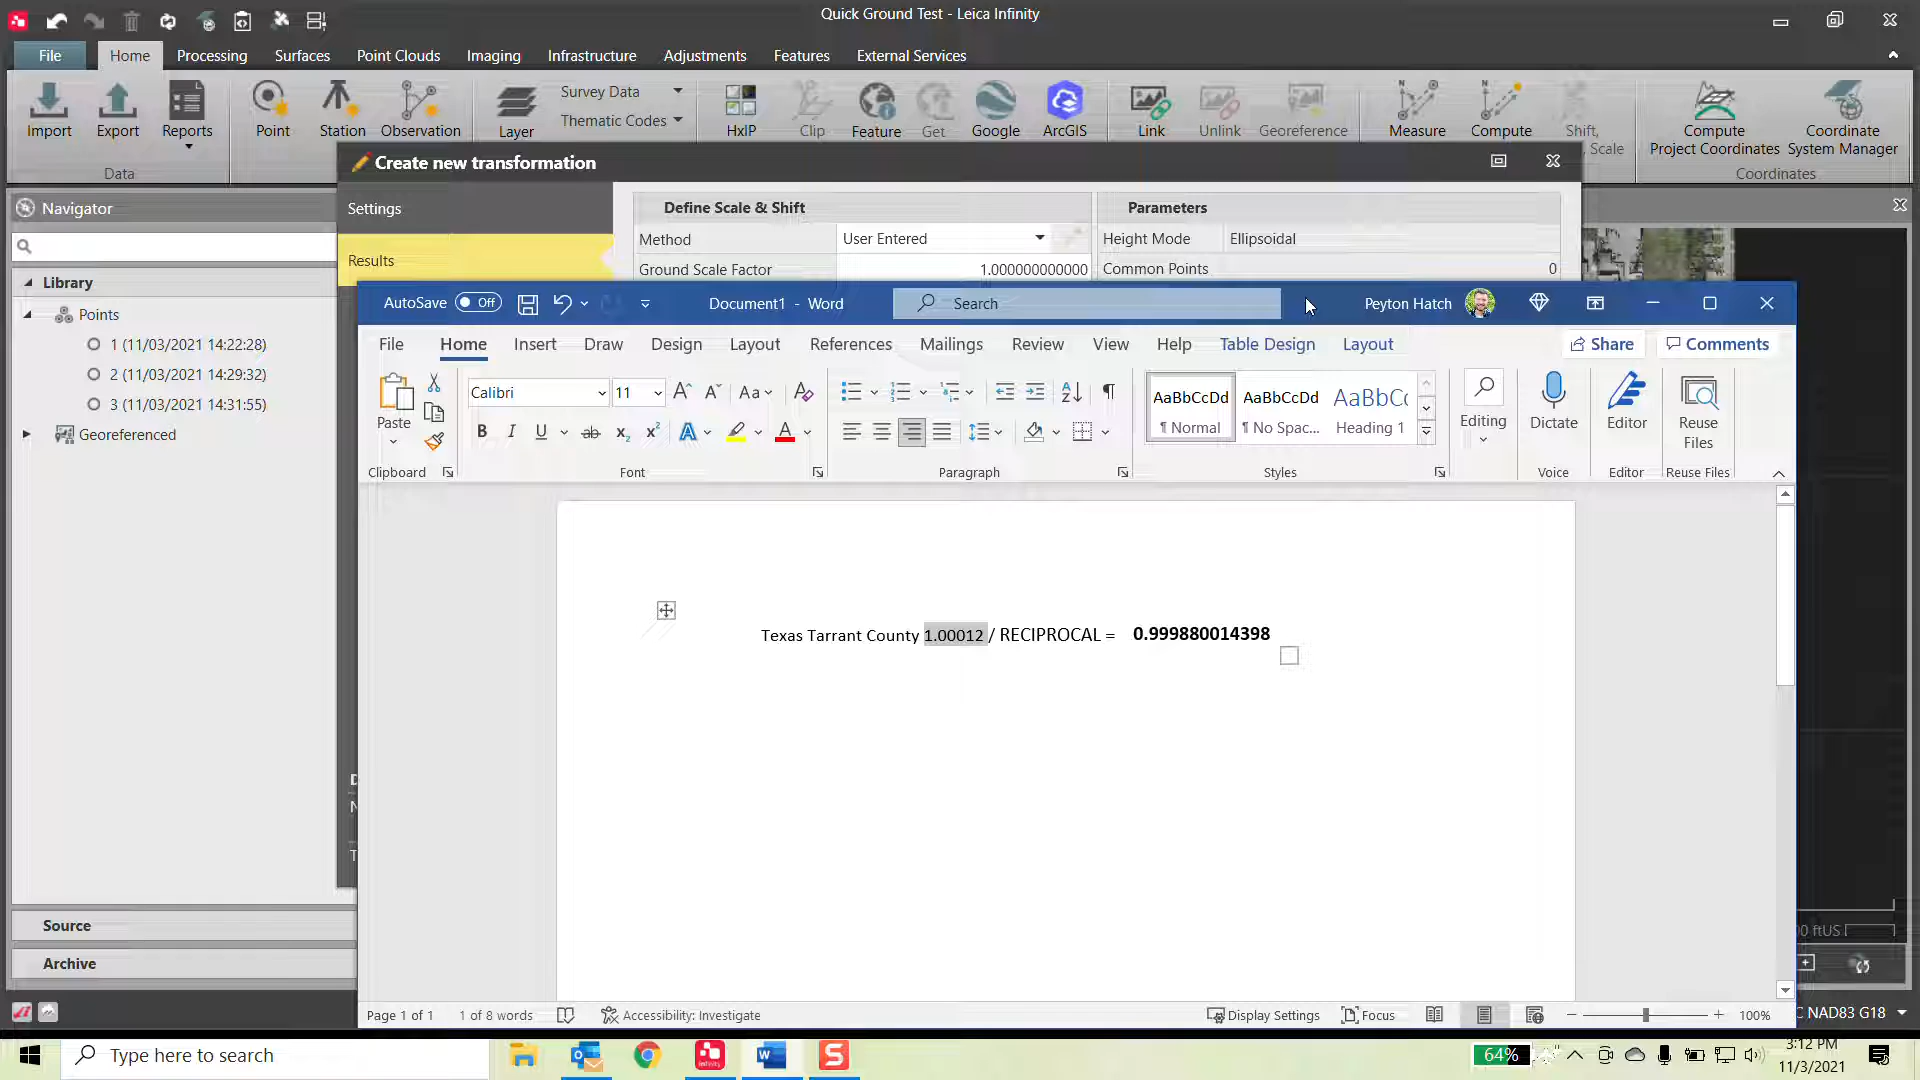 Quick Ground Test - Leica Infinity
File Home Processing Surfaces Point Clouds Imaging Infrastructure Adjustments Features External Services
Survey Data
Thematic Codes
Import Export Reports Point Station Observation Layer HxIP Clip Feature Get Google ArcGIS Link Unlink Georeference Measure Compute Shift, Compute Coordinate
Scale Project Coordinates System Manager
Data Coordinates
Create new transformation
Navigator
Settings
Results
Define Scale & Shift Parameters
Method User Entered Height Mode Ellipsoidal
Ground Scale Factor 1.000000000000 Common Points 0
Library
Points
1 (11/03/2021 14:22:28)
2 (11/03/2021 14:29:32)
3 (11/03/2021 14:31:55)
Georeferenced
Source
Archive
AutoSave Off Document1 - Word Search Peyton Hatch
File Home Insert Draw Design Layout References Mailings Review View Help Table Design Layout Share Comments
Paste
Calibri 11 Aa
AaBbCcDd AaBbCcDd AaBbCc
¶ Normal ¶ No Spac... Heading 1
Editing Dictate Editor Reuse
Files
Clipboard Font Paragraph Styles Voice Editor Reuse Files
Texas Tarrant County 1.00012 / RECIPROCAL = 0.999880014398
Page 1 of 1 1 of 8 words Accessibility: Investigate Display Settings Focus 100%
00 ftUS
C NAD83 G18
Type here to search
64%
3:12 PM
11/3/2021